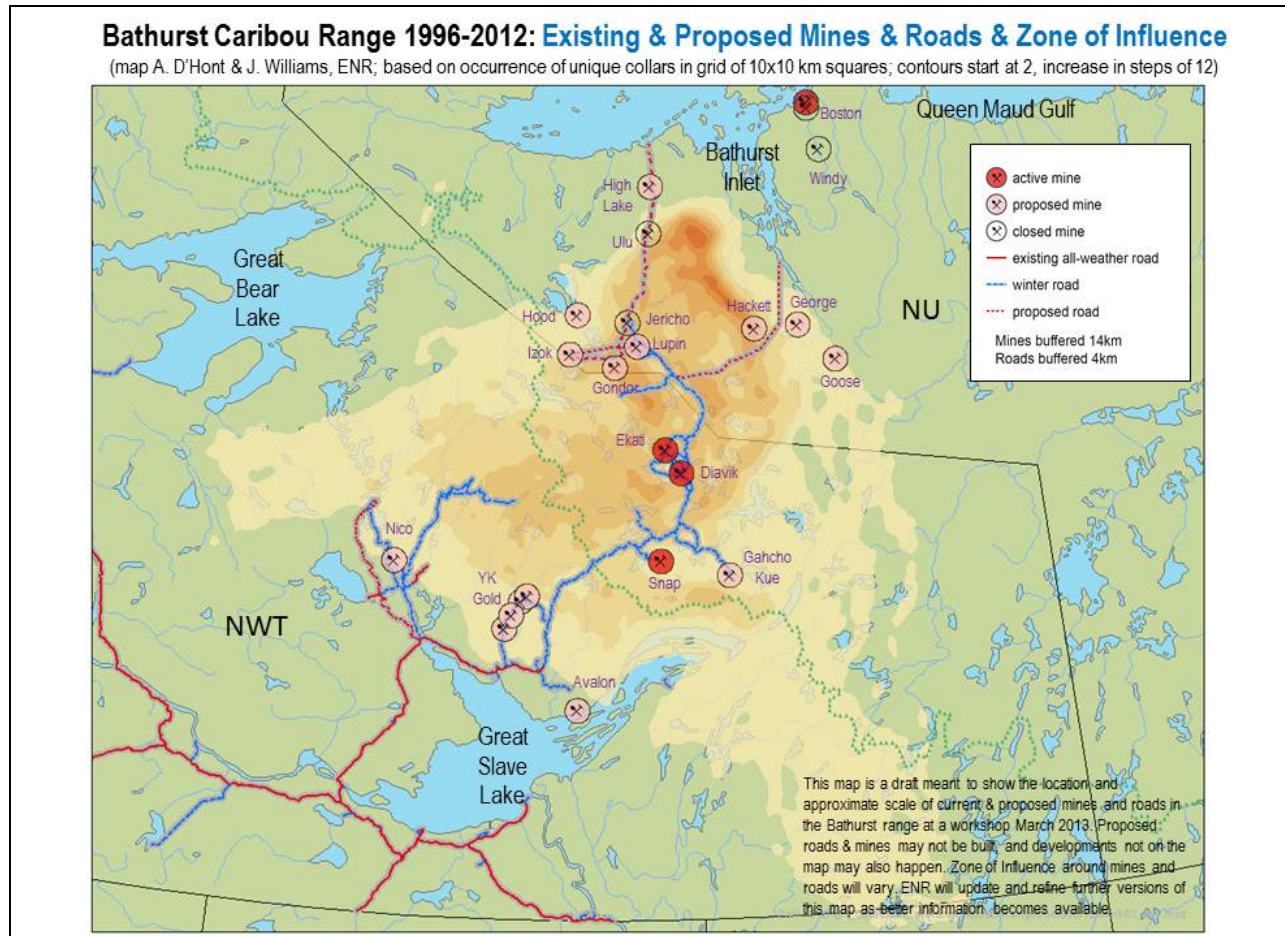 Bathurst Caribou Range 1996-2012: Existing & Proposed Mines & Roads & Zone of Influence
(map A. D'Hont & J. Williams, ENR; based on occurrence of unique collars in grid of 10x10 km squares; contours start at 2, increase in steps of 12)
Boston
Queen Maud Gulf
Bathurst
Inlet
Windy
High
Lake
Ulu
active mine
proposed mine
closed mine
existing all-weather road
winter road
proposed road
Mines buffered 14km
Roads buffered 4km
Great
Bear
Lake
Hood
Jericho
Hackett
George
NU
Izok
Lupin
Gondor
Goose
Ekati
Diavik
Nico
Snap
Gahcho
Kue
YK
Gold
NWT
Avalon
Great
Slave
Lake
This map is a draft meant to show the location and
approximate scale of current & proposed mines and roads in
the Bathurst range at a workshop March 2013. Proposed
roads & mines may not be built, and developments not on the
map may also happen. Zone of Influence around mines and
roads will vary. ENR will update and refine further versions of
this map as better information becomes available.